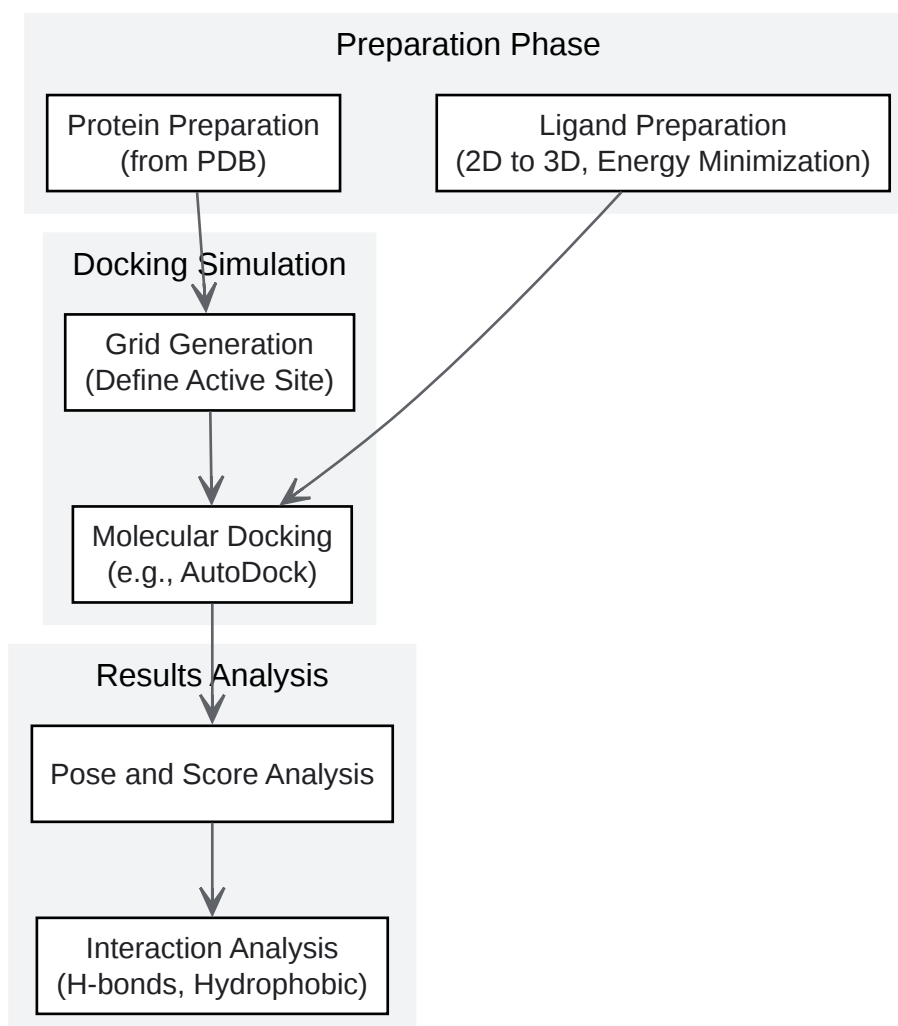 Preparation Phase
Protein Preparation
(from PDB)
Ligand Preparation
(2D to 3D, Energy Minimization)
Docking Simulation
Grid Generation
(Define Active Site)
Molecular Docking
(e.g., AutoDock)
Results Analysis
Pose and Score Analysis
Interaction Analysis
(H-bonds, Hydrophobic)